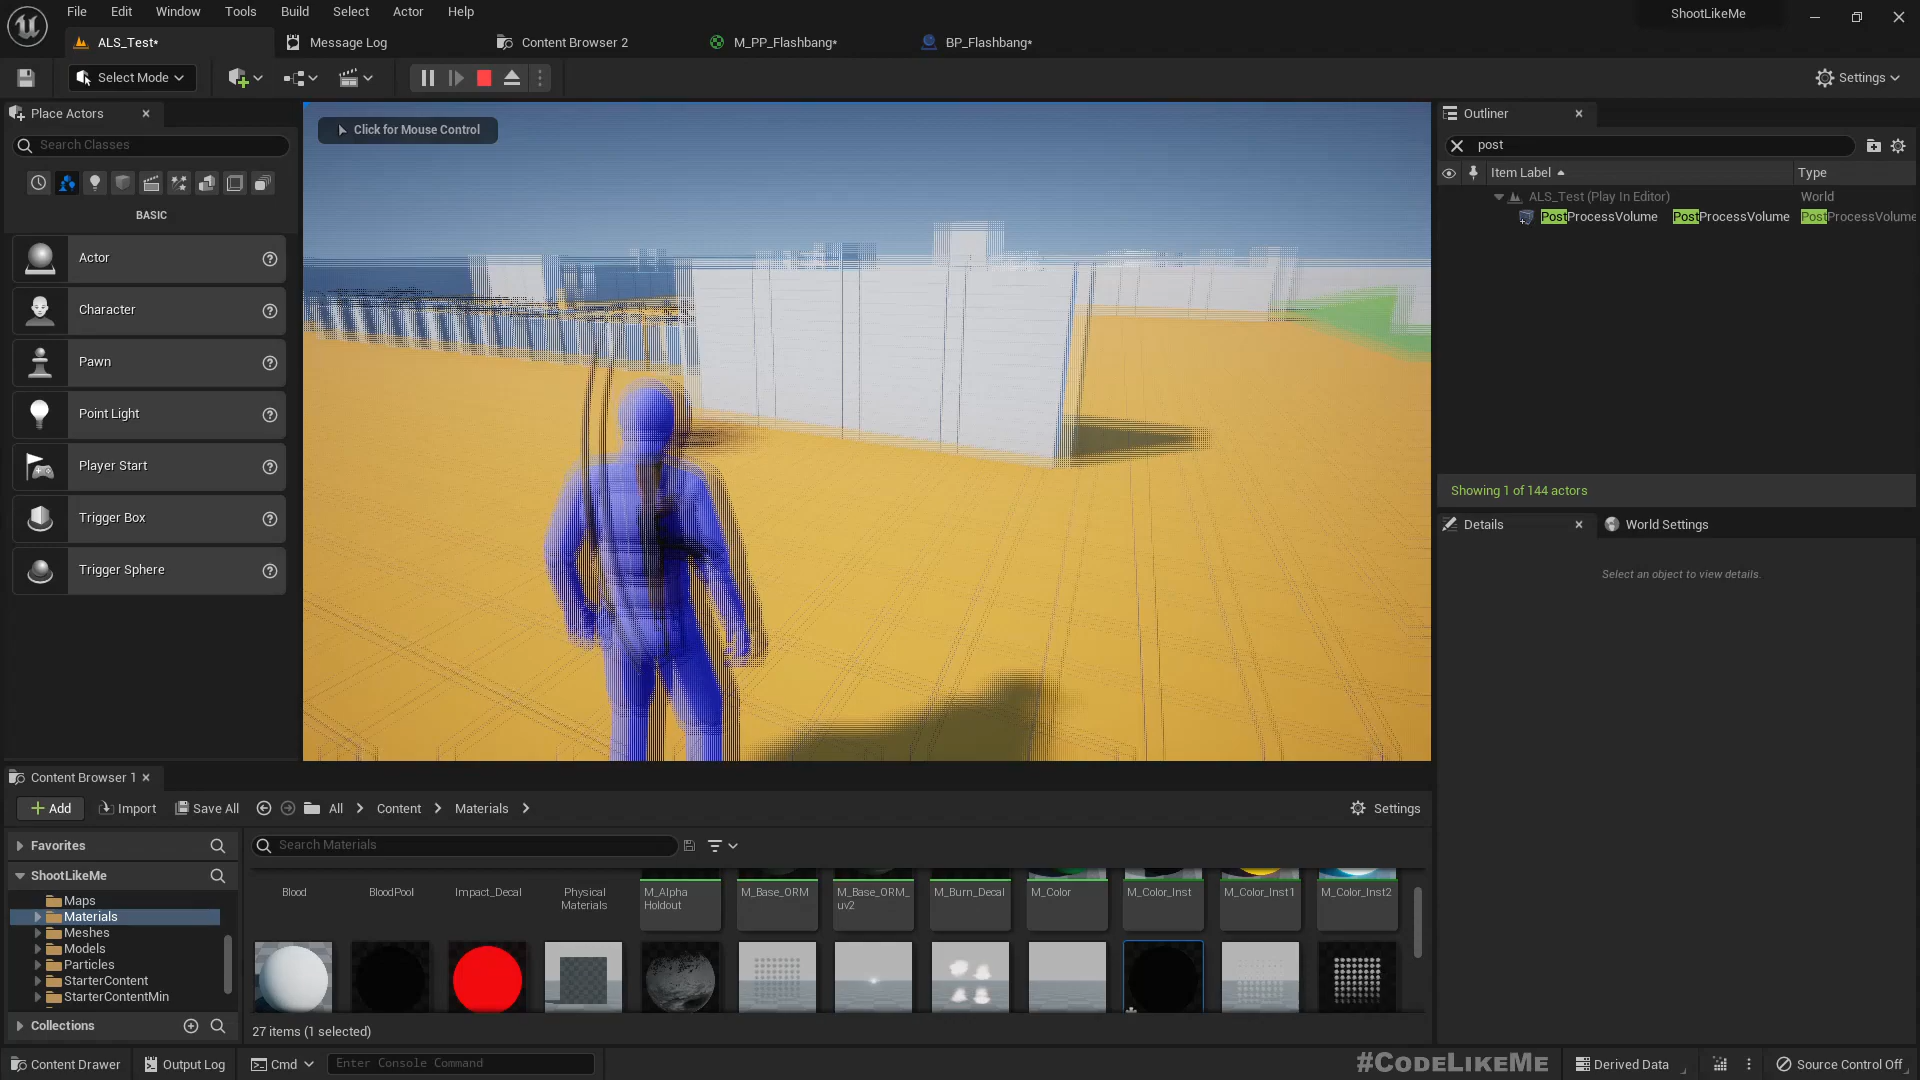 File Edit Window Tools Build Select Actor Help
ShootLikeMe
ALS_Test* Message Log Content Browser 2 M_PP_Flashbang* BP_Flashbang*
Select Mode
Settings
Place Actors
Search Classes
BASIC
Actor
Character
Pawn
Point Light
Player Start
Trigger Box
Trigger Sphere
Click for Mouse Control
Outliner
post
Item Label Type
ALS_Test (Play In Editor) World
PostProcessVolume PostProcessVolume PostProcessVolume
Showing 1 of 144 actors
Details World Settings
Select an object to view details.
Content Browser 1
Add Import Save All All Content Materials Settings
Favorites
ShootLikeMe
Maps
Materials
Meshes
Models
Particles
StarterContent
StarterContentMin
Collections
Search Materials
Blood BloodPool Impact_Decal Physical Materials M_Alpha Holdout M_Base_ORM M_Base_ORM_uv2 M_Burn_Decal M_Color M_Color_Inst M_Color_Inst1 M_Color_Inst2
27 items (1 selected)
Content Drawer Output Log Cmd Enter Console Command
#CodeLikeMe
Derived Data Source Control Off